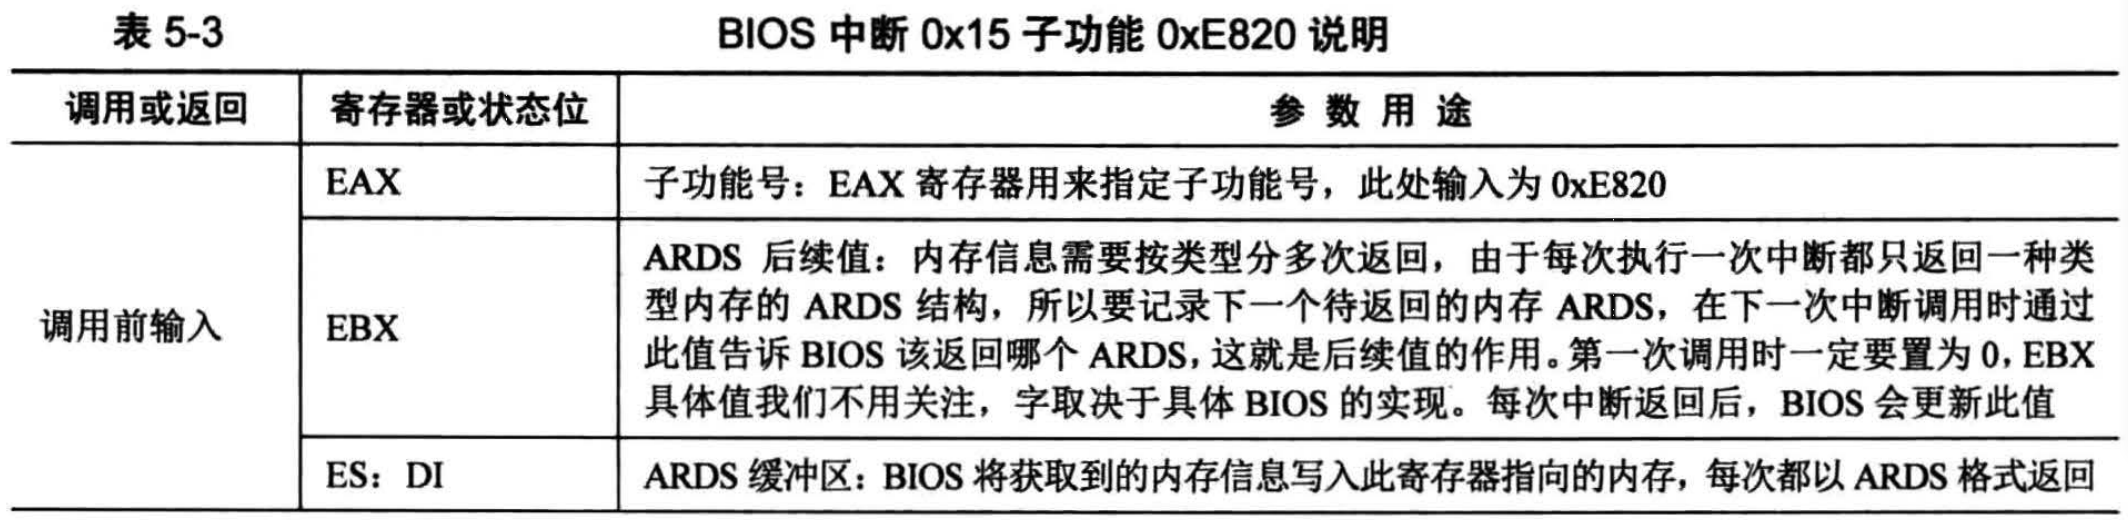 表 5-3 BIOS 中断 0x15 子功能 0xE820 说明
调用或返回 寄存器或状态位 参 数 用 途
调用前输入
EAX 子功能号：EAX 寄存器用来指定子功能号，此处输入为 0xE820
EBX
ARDS 后续值：内存信息需要按类型分多次返回，由于每次执行一次中断都只返回一种类
型内存的 ARDS 结构，所以要记录下一个待返回的内存 ARDS，在下一次中断调用时通过
此值告诉 BIOS 该返回哪个 ARDS，这就是后续值的作用。第一次调用时一定要置为 0，EBX
具体值我们不用关注，字取决于具体 BIOS 的实现。每次中断返回后，BIOS 会更新此值
ES：DI ARDS 缓冲区：BIOS 将获取到的内存信息写入此寄存器指向的内存，每次都以 ARDS 格式返回